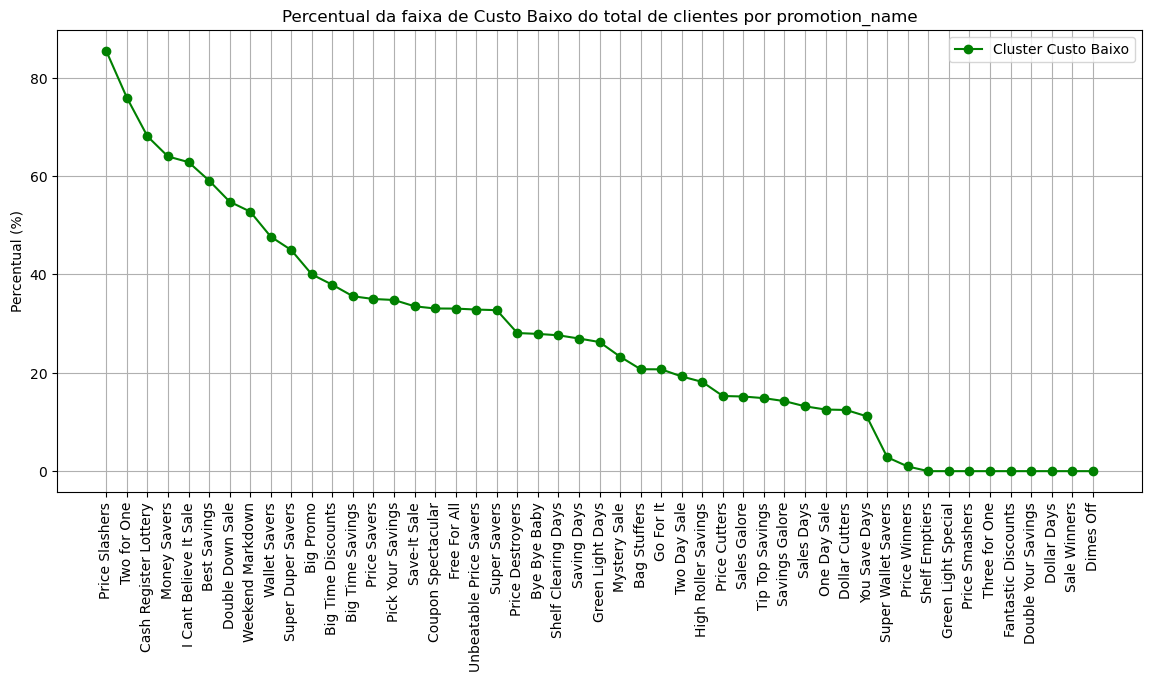 Percentual da faixa de Custo Baixo do total de clientes por promotion_name
Cluster Custo Baixo
Percentual (%)
80
60
40
20
0
Price Slashers
Two for One
Cash Register Lottery
Money Savers
I Cant Believe It Sale
Best Savings
Double Down Sale
Weekend Markdown
Wallet Savers
Super Duper Savers
Big Promo
Big Time Discounts
Big Time Savings
Price Savers
Pick Your Savings
Save-It Sale
Coupon Spectacular
Free For All
Unbeatable Price Savers
Super Savers
Price Destroyers
Bye Bye Baby
Shelf Clearing Days
Saving Days
Green Light Days
Mystery Sale
Bag Stuffers
Go For It
Two Day Sale
High Roller Savings
Price Cutters
Sales Galore
Tip Top Savings
Savings Galore
Sales Days
One Day Sale
Dollar Cutters
You Save Days
Super Wallet Savers
Price Winners
Shelf Emptiers
Green Light Special
Price Smashers
Three for One
Fantastic Discounts
Double Your Savings
Dollar Days
Sale Winners
Dimes Off